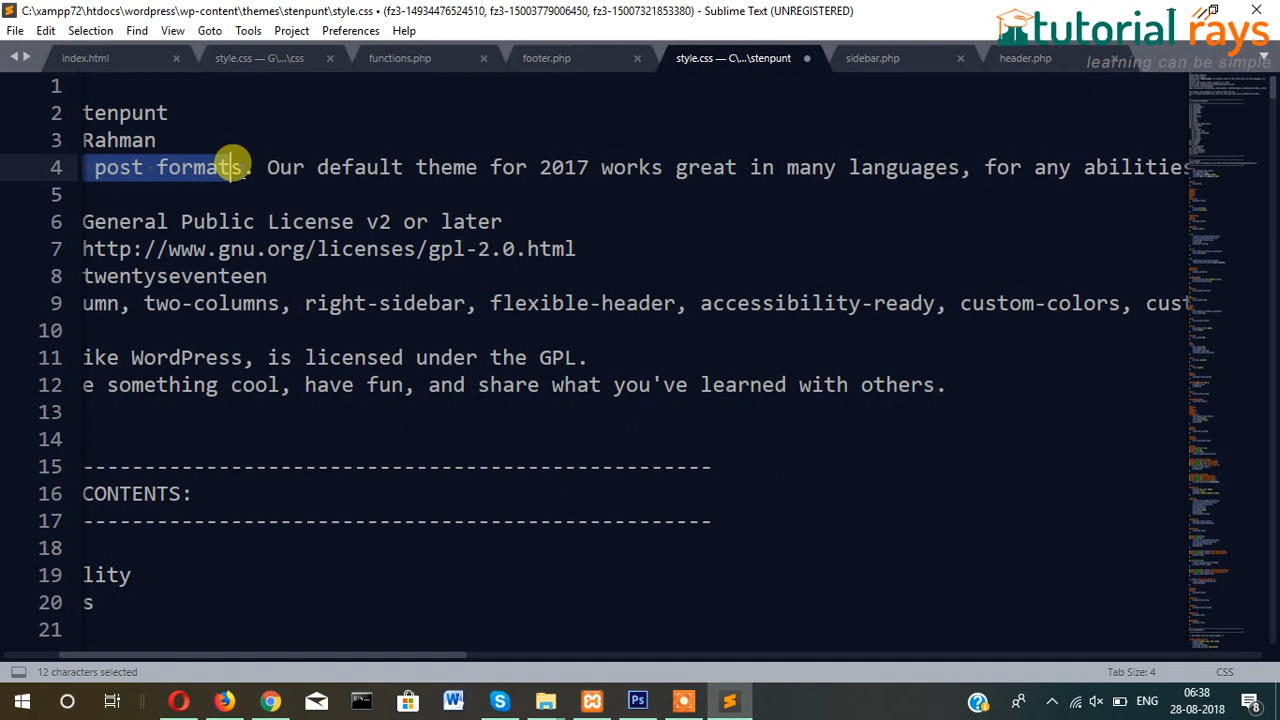 C:\xampp72\htdocs\wordpress\wp-content\themes\stenpunt\style.css • (fz3-14934426524510, fz3-15003779006450, fz3-15007321853380) - Sublime Text (UNREGISTERED)
File Edit Selection Find View Goto Tools Project Preferences Help
tutorial rays
learning can be simple
index.html style.css — G\...\css functions.php footer.php style.css — C\...\stenpunt sidebar.php header.php
1
2 tenpunt
3 Rahman
4 post formats. Our default theme for 2017 works great in many languages, for any abilities
5
6 General Public License v2 or later
7 http://www.gnu.org/licenses/gpl-2.0.html
8 twentyseventeen
9 umn, two-columns, right-sidebar, flexible-header, accessibility-ready, custom-colors, cust
10
11 ike WordPress, is licensed under the GPL.
12 e something cool, have fun, and share what you've learned with others.
13
14
15 ---------------------------------------------------
16 CONTENTS:
17 ---------------------------------------------------
18
19 lity
20 s
21
12 characters selected Tab Size: 4 CSS
ENG 06:38
28-08-2018 8